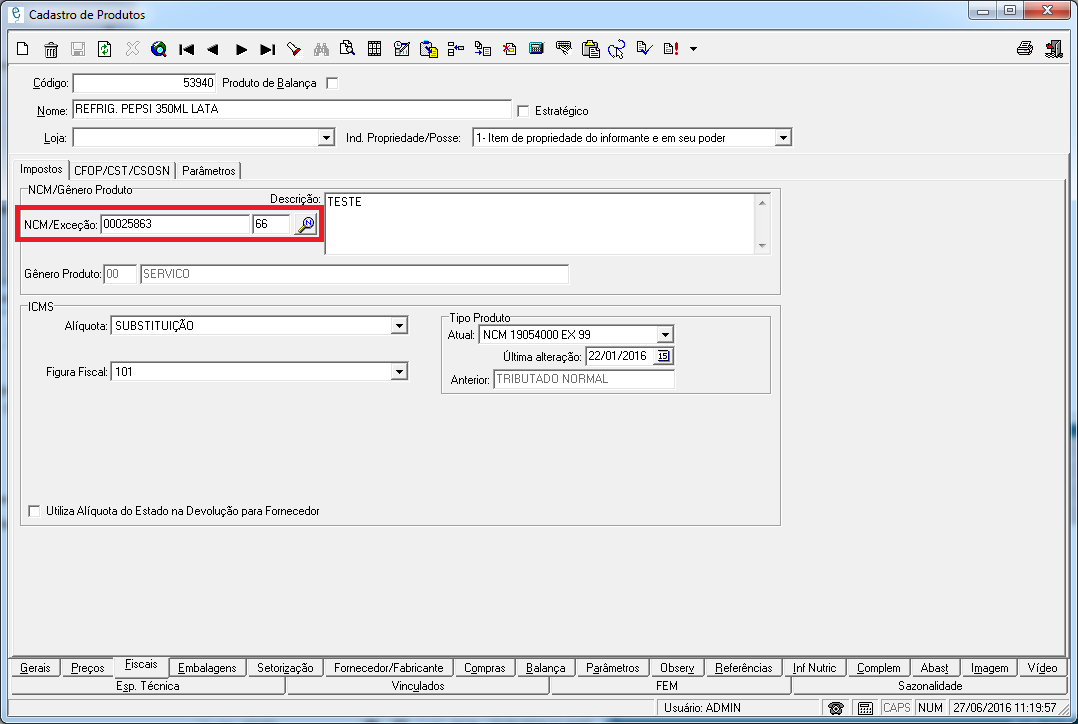 Cadastro de Produtos
Código: 53940 Produto de Balança
Nome: REFRIG. PEPSI 350ML LATA Estratégico
Loja: Ind. Propriedade/Posse: 1- Item de propriedade do informante e em seu poder
Impostos CFOP/CST/CSOSN Parâmetros
NCM/Gênero Produto
Descrição: TESTE
NCM/Exceção: 00025863 66
Gênero Produto: 00 SERVICO
ICMS
Alíquota: SUBSTITUIÇÃO
Figura Fiscal: 101
Tipo Produto
Atual: NCM 19054000 EX 99
Última alteração: 22/01/2016 15
Anterior: TRIBUTADO NORMAL
Utiliza Alíquota do Estado na Devolução para Fornecedor
Gerais Preços Fiscais Embalagens Setorização Fornecedor/Fabricante Compras Balança Parâmetros Observ Referências Inf Nutric Complem Abast Imagem Vídeo
Esp. Técnica Vinculados FEM Sazonalidade
Usuário: ADMIN CAPS NUM 27/06/2016 11:19:57